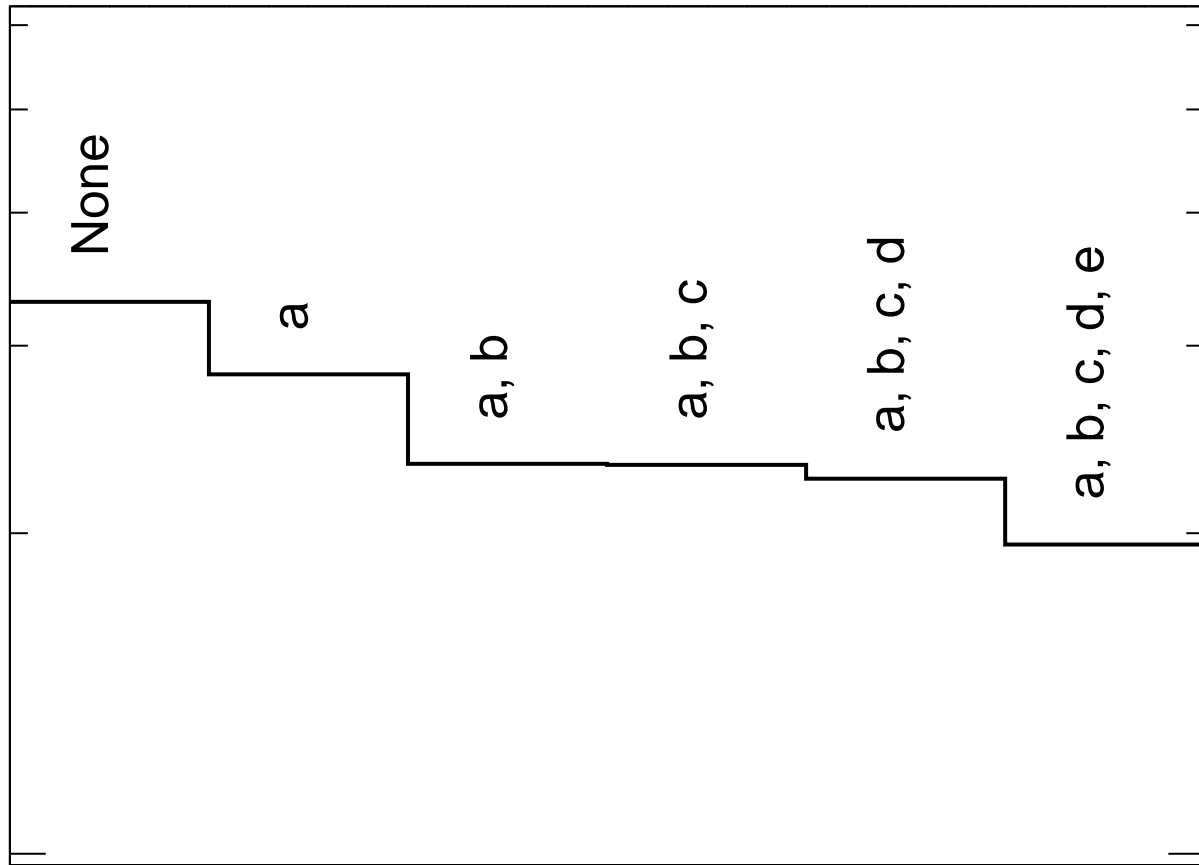 None
a
a, b
a, b, c
a, b, c, d
a, b, c, d, e